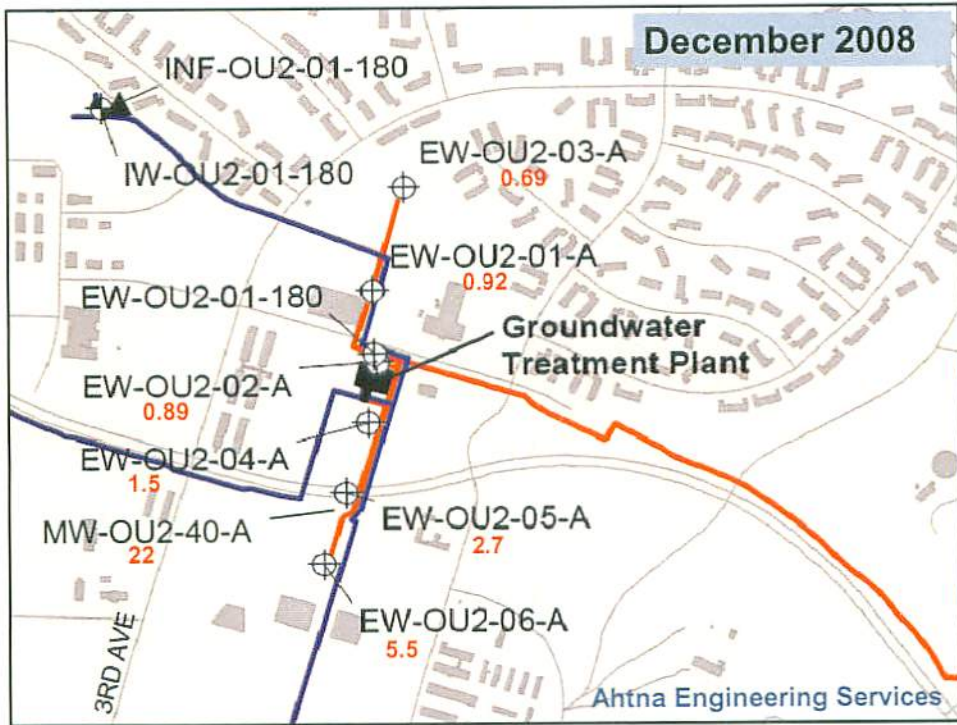 December 2008
INF-OU2-01-180
IW-OU2-01-180
EW-OU2-03-A
0.69
EW-OU2-01-A
0.92
EW-OU2-01-180
Groundwater
Treatment Plant
EW-OU2-02-A
0.89
EW-OU2-04-A
1.5
EW-OU2-05-A
2.7
MW-OU2-40-A
22
EW-OU2-06-A
5.5
3RD AVE
Ahtna Engineering Services